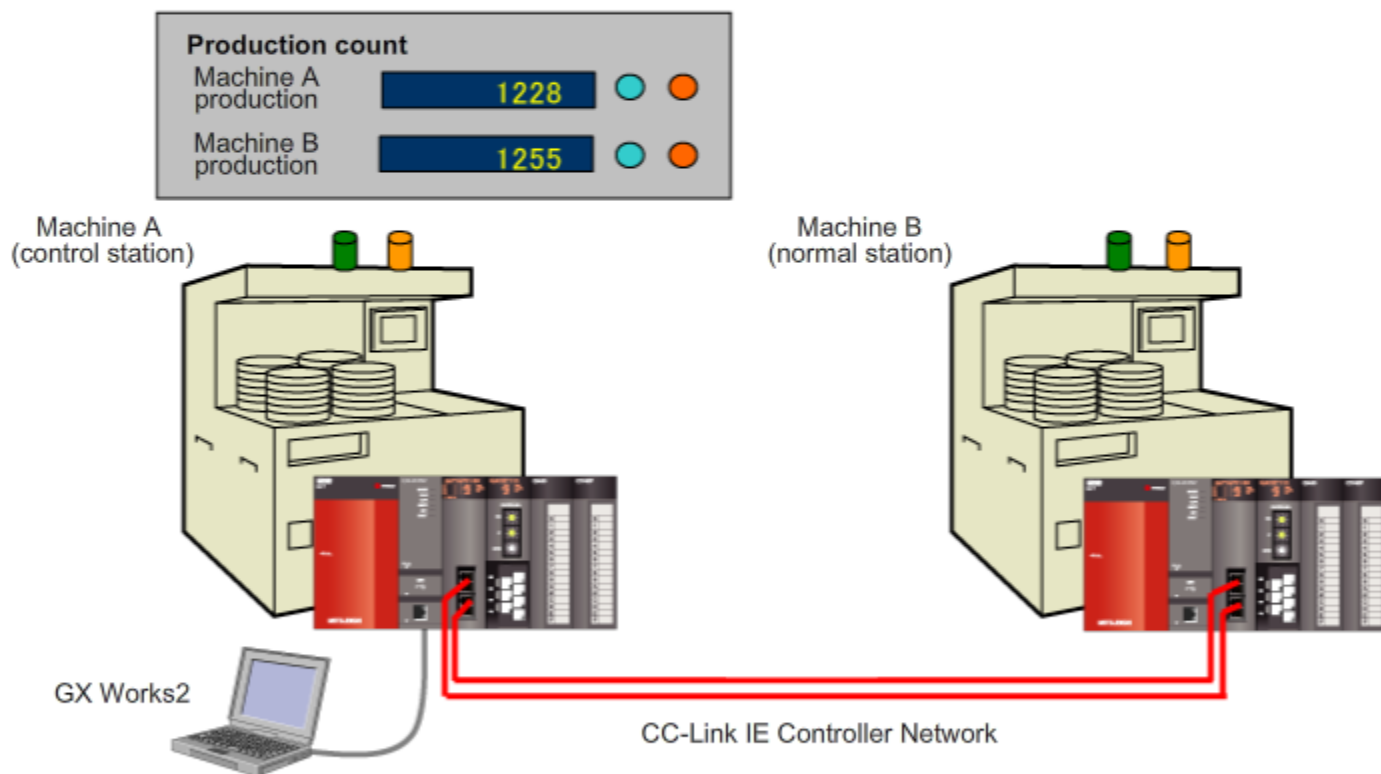 Production count
Machine A
production
1228
Machine B
production
1255
Machine A
(control station)
Machine B
(normal station)
GX Works2
CC-Link IE Controller Network